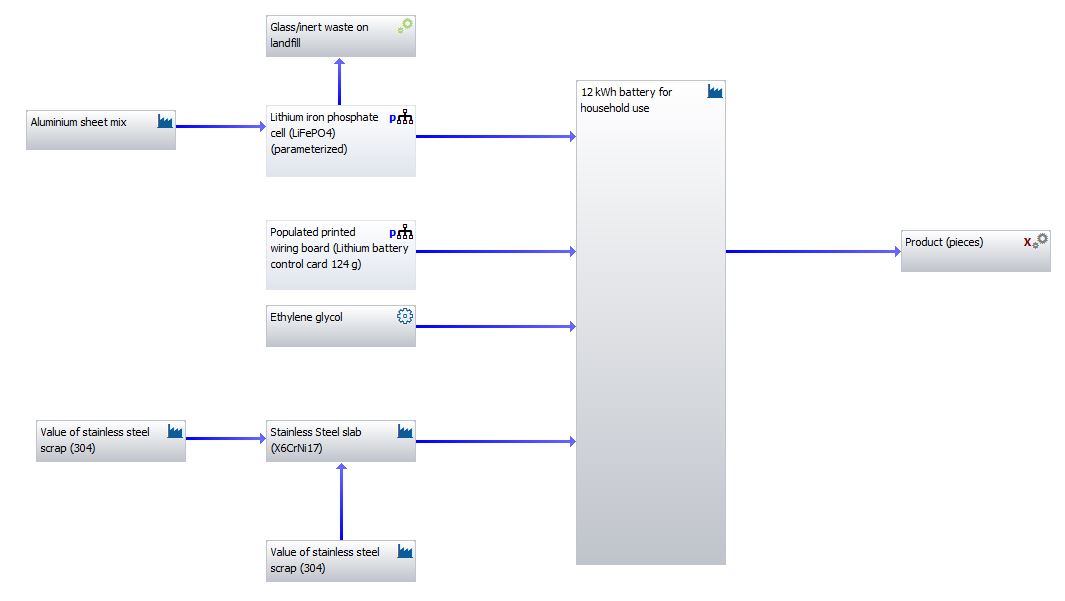 Glass/inert waste on
landfill
Aluminium sheet mix
Lithium iron phosphate
cell (LiFePO4)
(parameterized)
p
12 kWh battery for
household use
Populated printed
wiring board (Lithium battery
control card 124 g)
p
Product (pieces)
X
Ethylene glycol
Value of stainless steel
scrap (304)
Stainless Steel slab
(X6CrNi17)
Value of stainless steel
scrap (304)